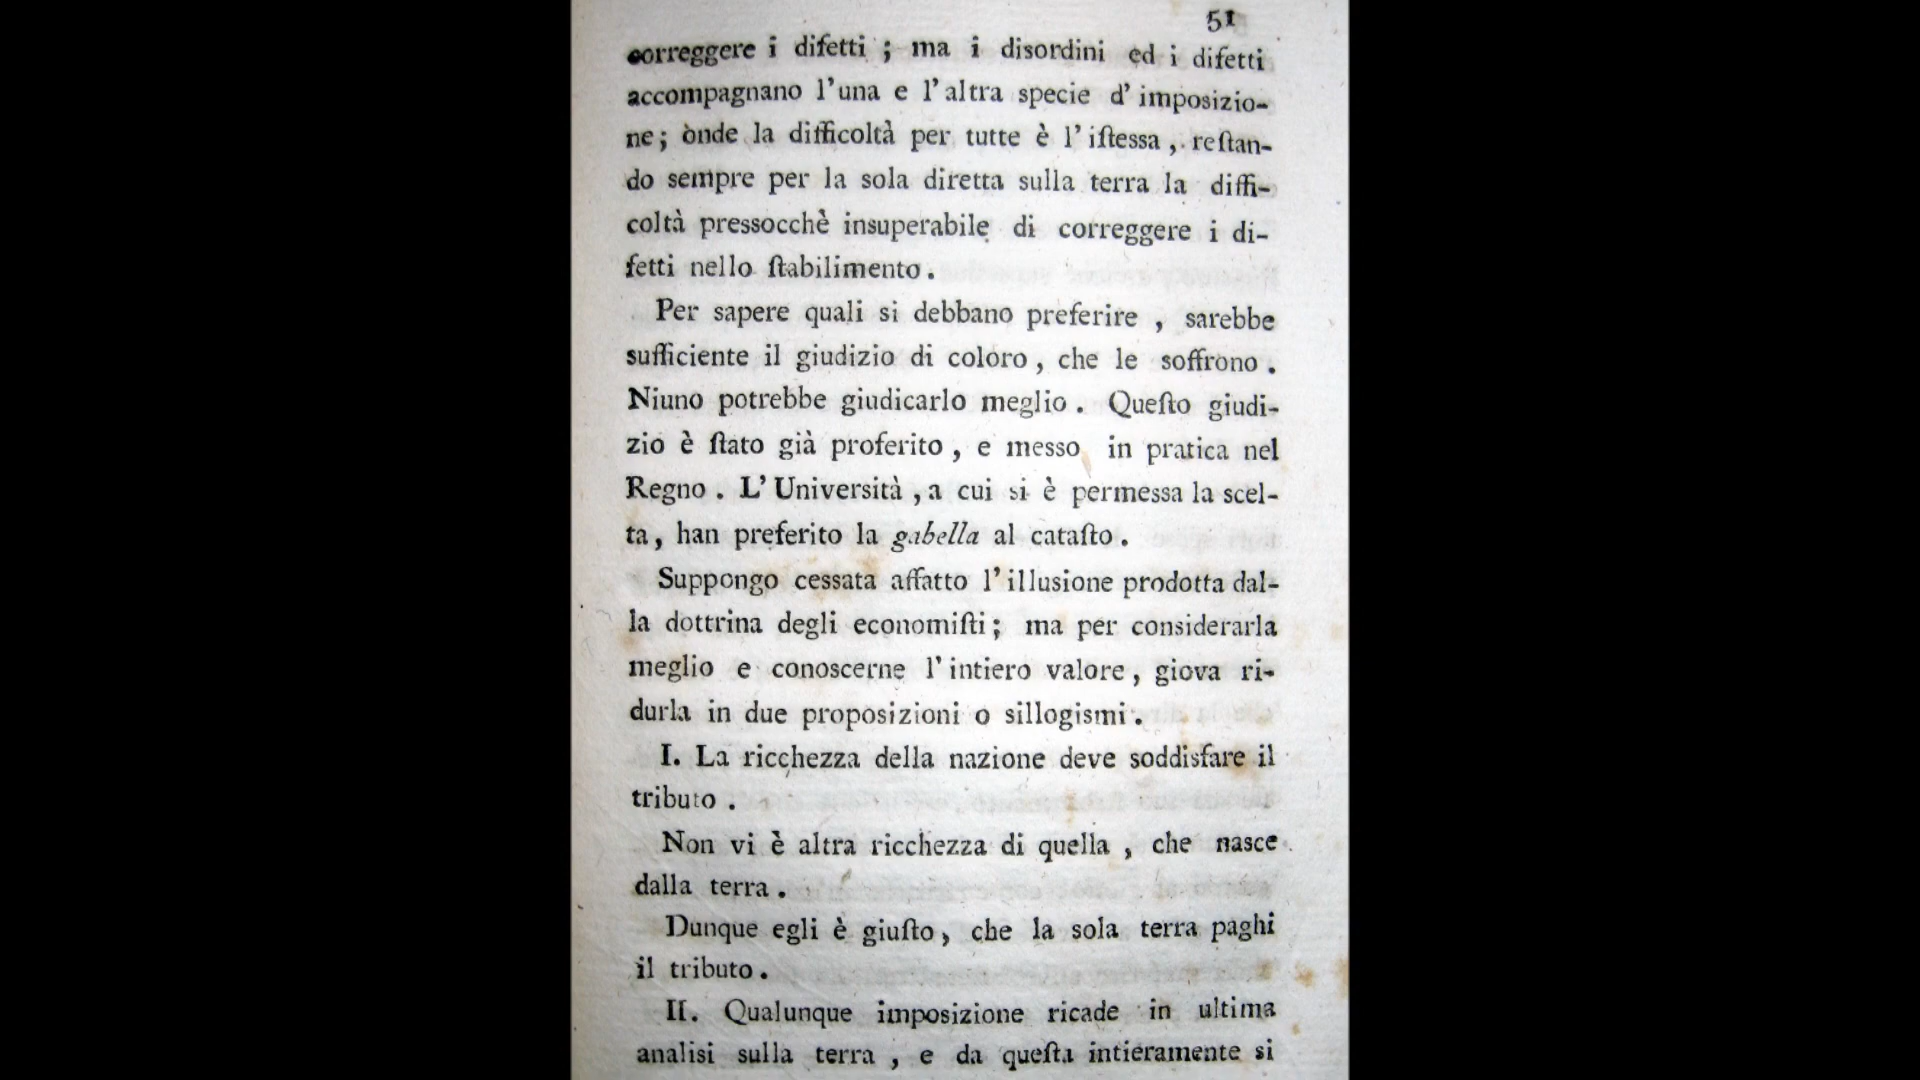 51
correggere i difetti ; ma i disordini ed i difetti
accompagnano l'una e l'altra specie d'imposizio-
ne; onde la difficoltà per tutte è l'iſtessa, reſtan-
do sempre per la sola diretta sulla terra la diffi-
coltà pressocchè insuperabile di correggere i di-
fetti nello ſtabilimento.
Per sapere quali si debbano preferire, sarebbe
sufficiente il giudizio di coloro, che le soffrono.
Niuno potrebbe giudicarlo meglio. Queſto giudi-
zio è ſtato già proferito, e messo in pratica nel
Regno. L'Università, a cui si è permessa la scel-
ta, han preferito la gabella al cataſto.
Suppongo cessata affatto l'illusione prodotta dal-
la dottrina degli economiſti; ma per considerarla
meglio e conoscerne l'intiero valore, giova ri-
durla in due proposizioni o sillogismi.
I. La ricchezza della nazione deve soddisfare il
tributo.
Non vi è altra ricchezza di quella, che nasce
dalla terra.
Dunque egli è giuſto, che la sola terra paghi
il tributo.
II. Qualunque imposizione ricade in ultima
analisi sulla terra, e da queſta intieramente si